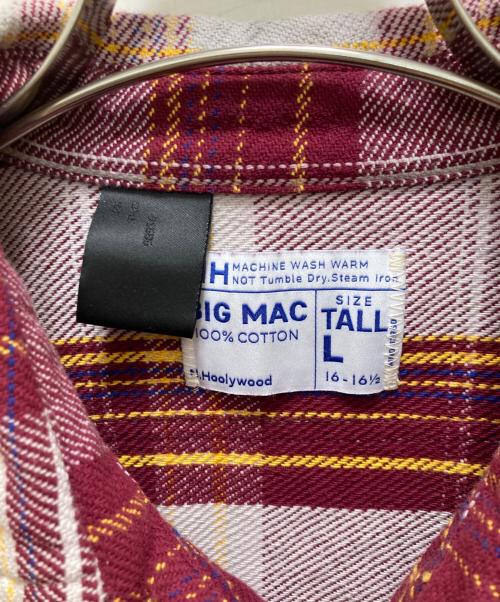 H MACHINE WASH WARM
NOT Tumble Dry.Steam Iron
BIG MAC
100% COTTON
SIZE
TALL
L
16-16½
Hoolywood